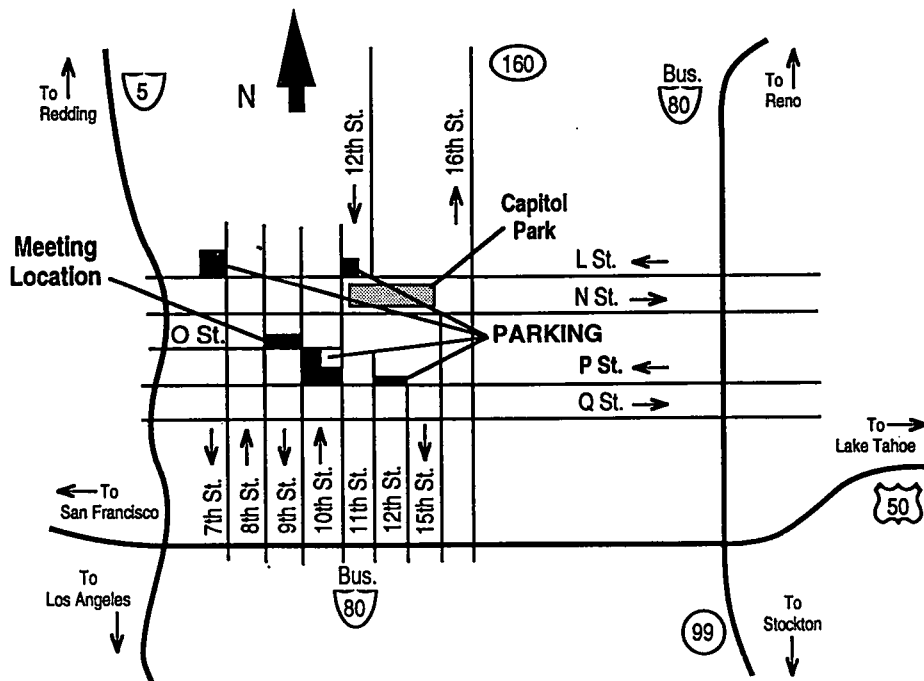 160
Bus.
80
To
Reno
5
To
Redding
N
12th St.
16th St.
Capitol
Park
Meeting
Location
L St.
N St.
O St.
PARKING
P St.
Q St.
To
Lake Tahoe
50
To
San Francisco
7th St.
8th St.
9th St.
10th St.
11th St.
12th St.
15th St.
To
Los Angeles
Bus.
80
99
To
Stockton